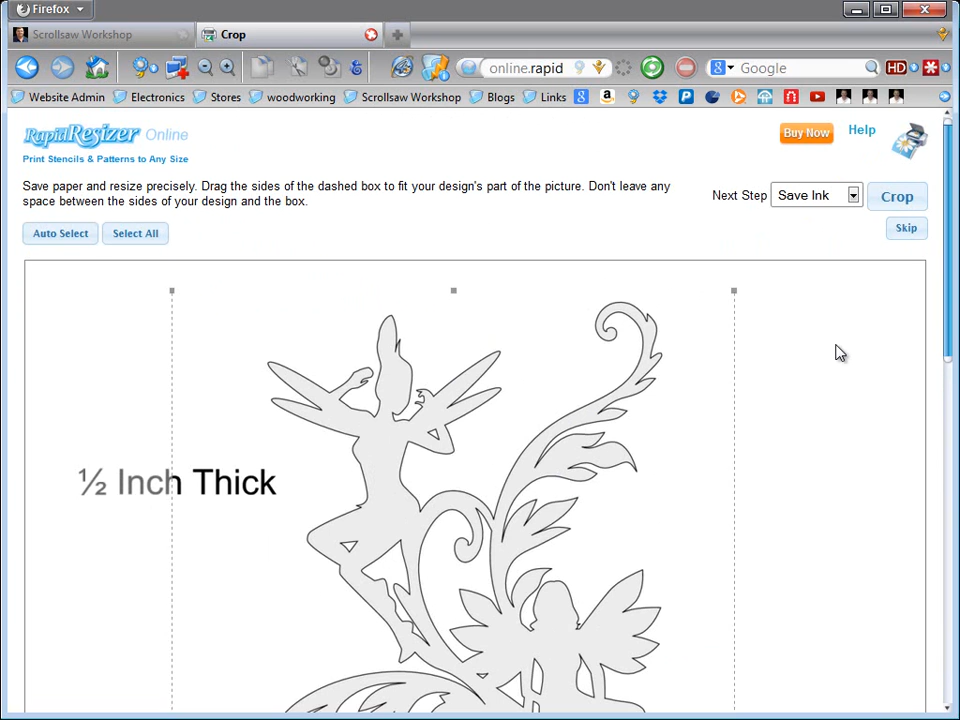 Firefox
Scrollsaw Workshop
Crop
online.rapid
Google
HD
Website Admin
Electronics
Stores
woodworking
Scrollsaw Workshop
Blogs
Links
RapidResizer Online
Print Stencils & Patterns to Any Size
Buy Now
Help
Save paper and resize precisely. Drag the sides of the dashed box to fit your design's part of the picture. Don't leave any
space between the sides of your design and the box.
Next Step
Save Ink
Crop
Skip
Auto Select
Select All
½ Inch Thick